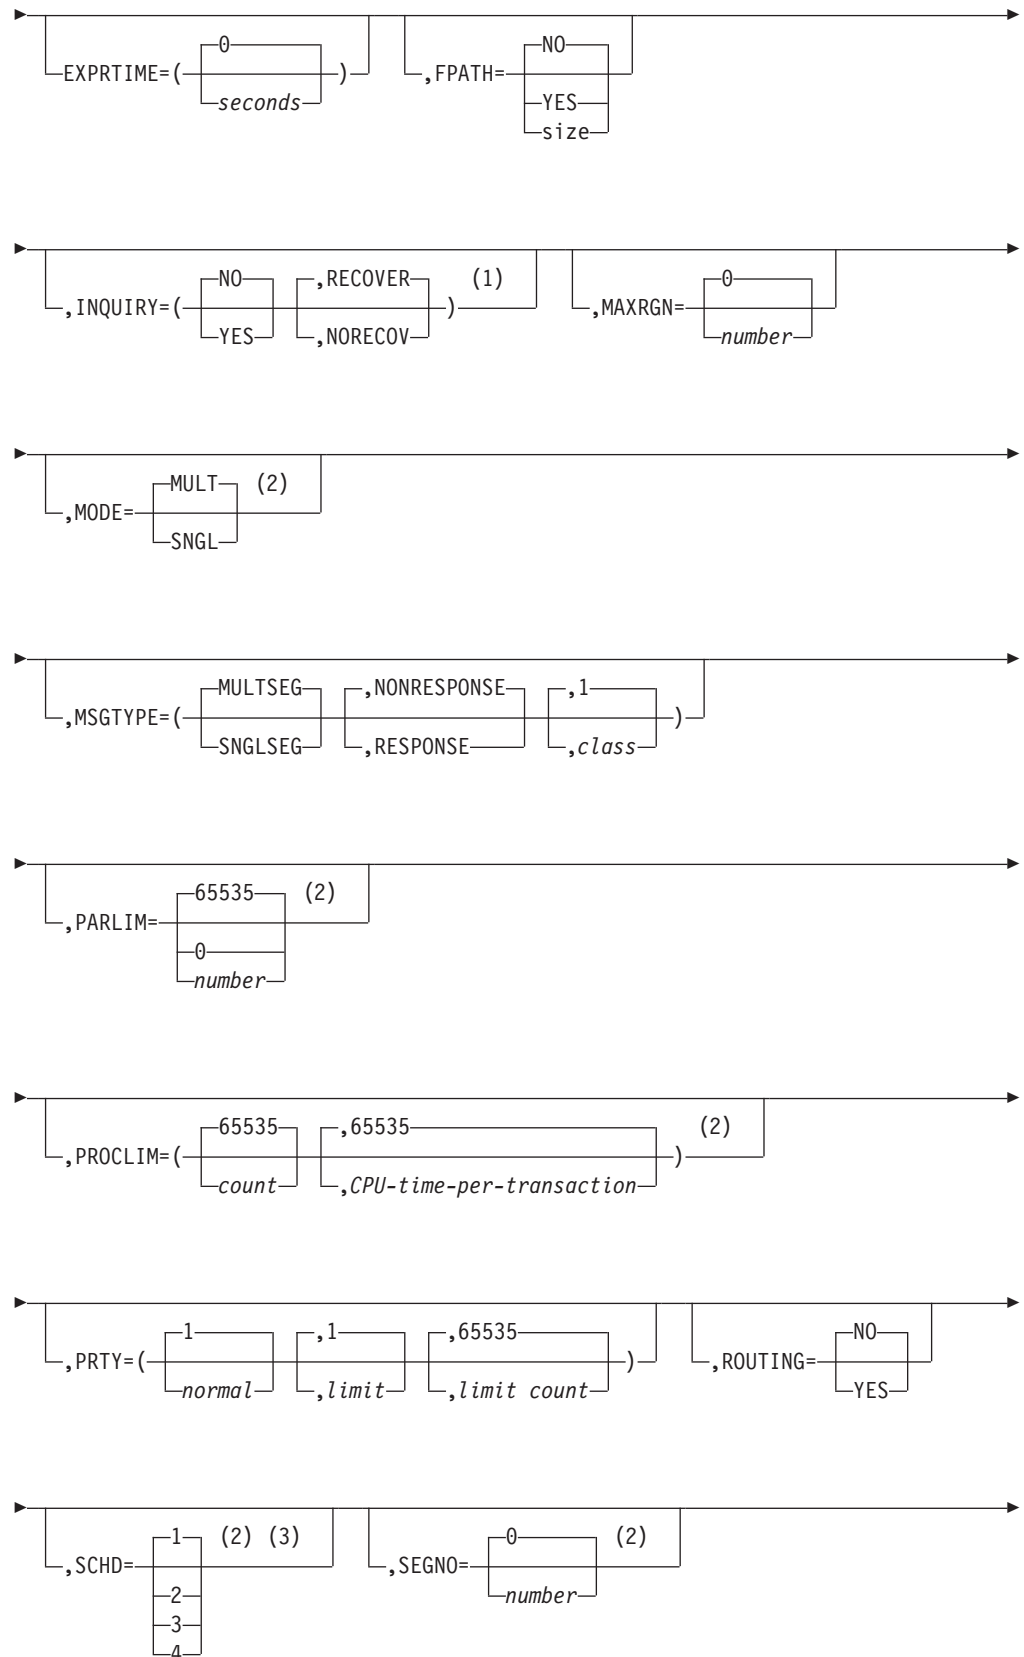 0 NO
EXPRTIME=( ) ,FPATH=
seconds YES
size
NO ,RECOVER (1) 0
,INQUIRY=( ) ,MAXRGN=
YES ,NORECOV number
MULT (2)
,MODE=
SNGL
MULTSEG ,NONRESPONSE ,1
,MSGTYPE=( )
SNGLSEG ,RESPONSE ,class
65535 (2)
,PARLIM=
0
number
65535 ,65535 (2)
,PROCLIM=( )
count ,CPU-time-per-transaction
1 ,1 ,65535 NO
,PRTY=( ) ,ROUTING=
normal ,limit ,limit count YES
1 (2) (3) 0 (2)
,SCHD= ,SEGNO=
2 number
3
4